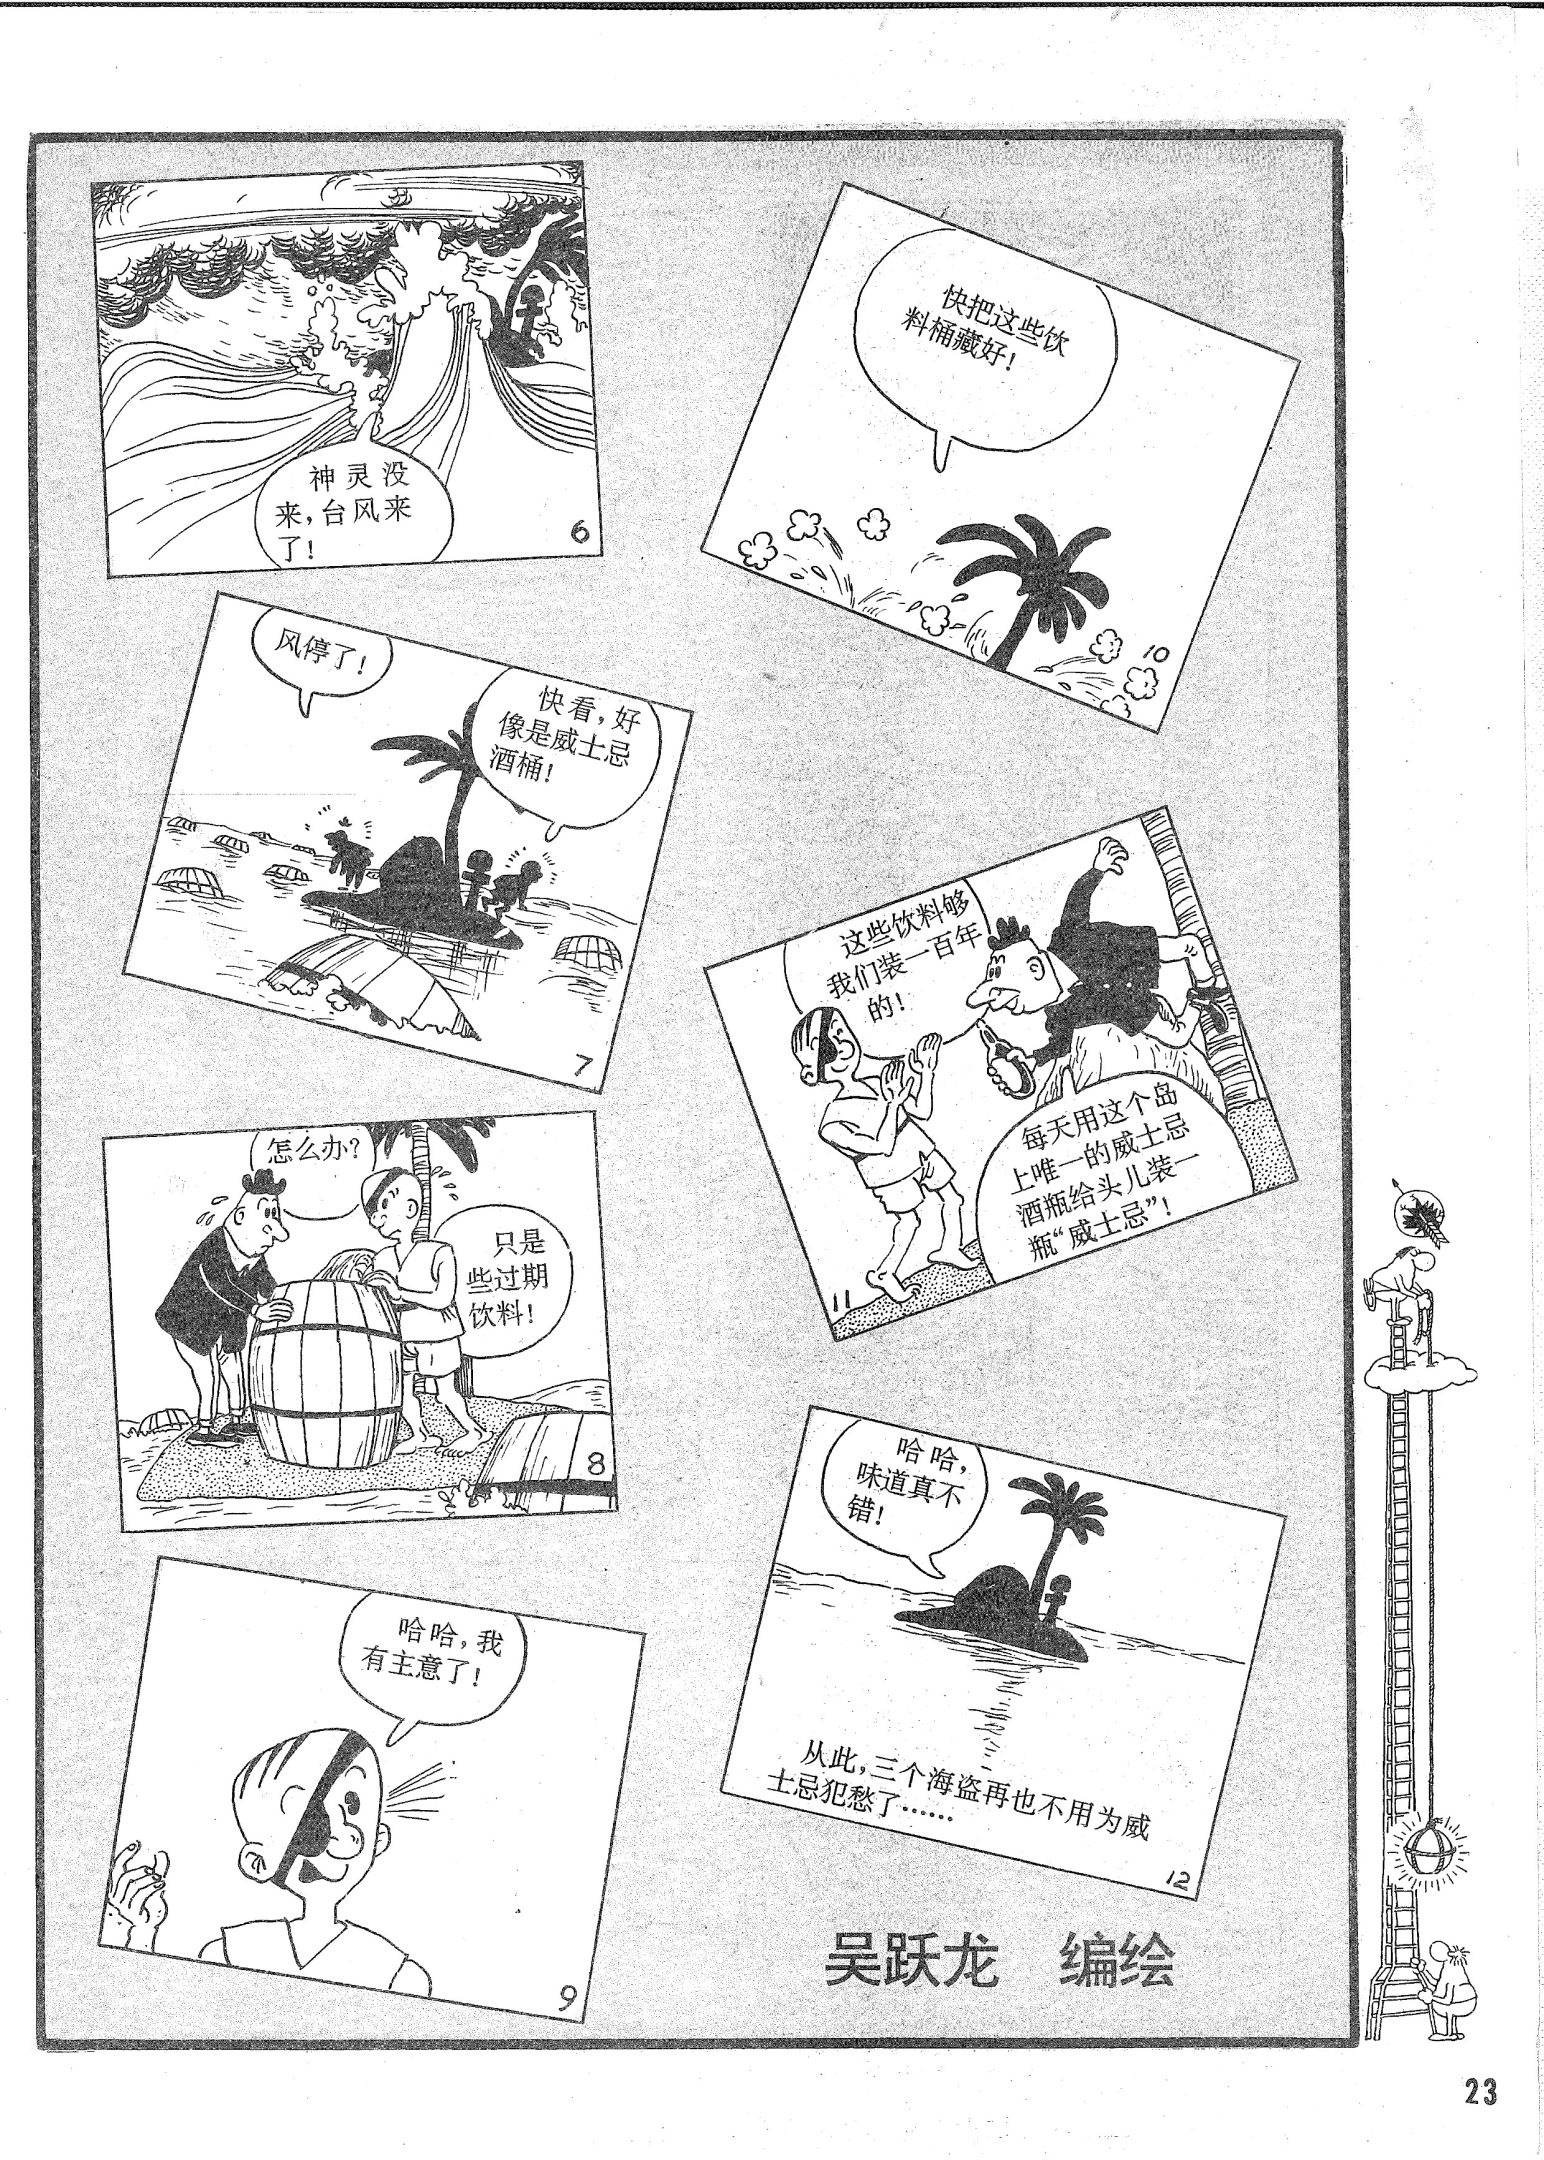 神灵没
来，台风来
了！
6
风停了！
快看，好
像是威士忌
酒桶！
7
怎么办？
只是
些过期
饮料！
8
哈哈，我
有主意了！
9
快把这些饮
料桶藏好！
10
这些饮料够
我们装一百年
的！
每天用这个岛
上唯一的威士忌
酒瓶给头儿装一
瓶“威士忌”！
11
哈哈，
味道真不
错！
从此，三个海盗再也不用为威
士忌犯愁了……
12
吴跃龙 编绘
23